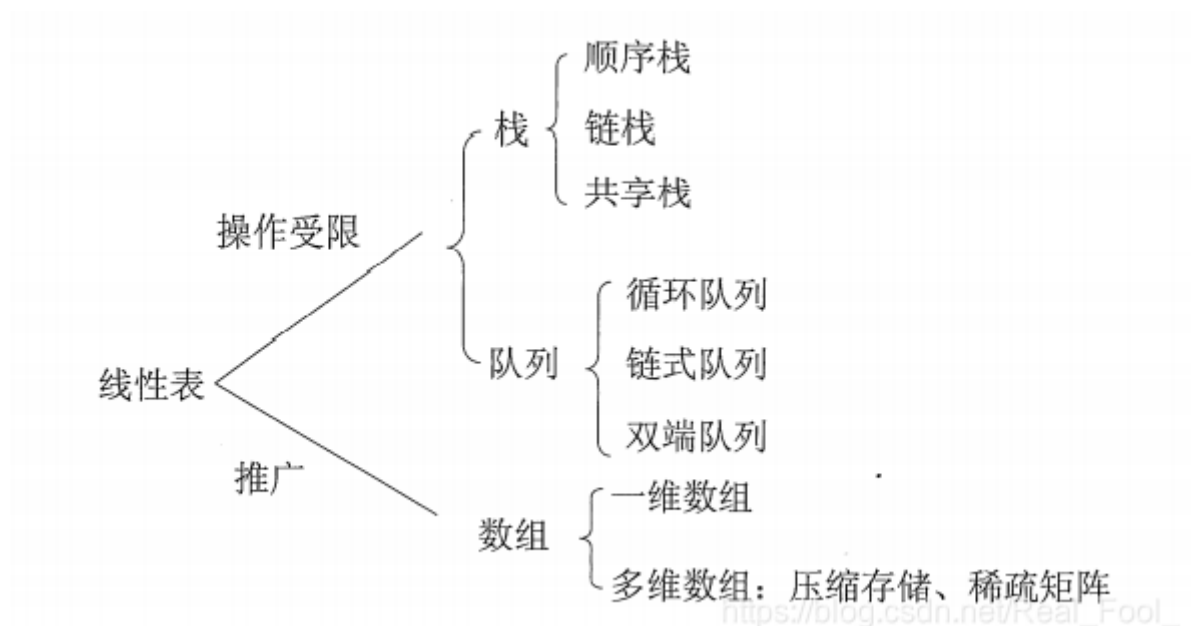 顺序栈
栈
链栈
共享栈
操作受限
循环队列
队列
链式队列
线性表
双端队列
推广
一维数组
数组
多维数组：压缩存储、稀疏矩阵
https://blog.csdn.net/Real_Fool_